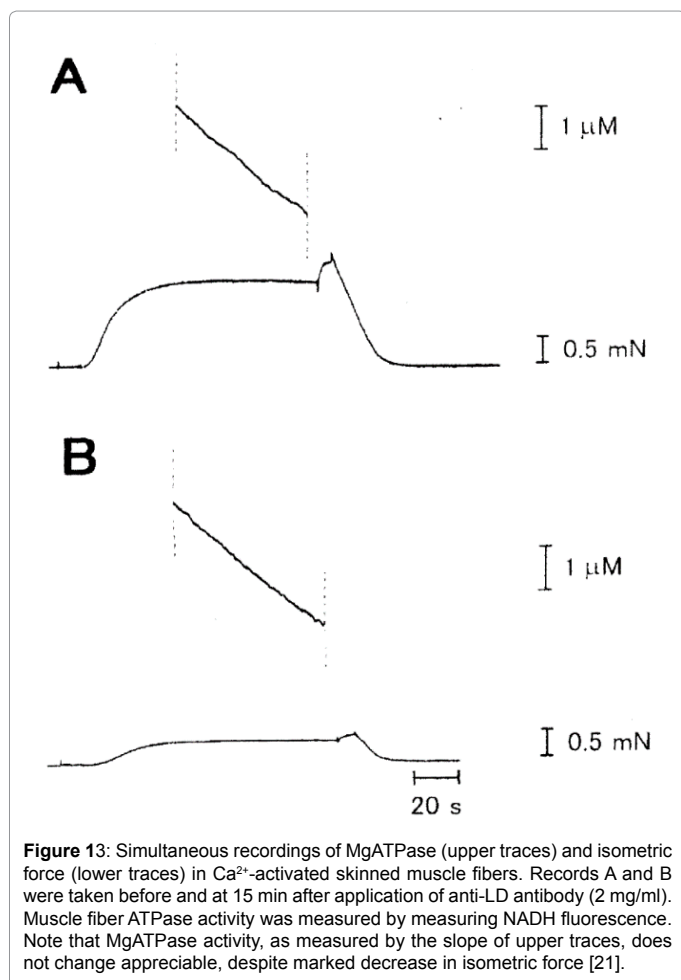 A
1 μM
0.5 mN
B
1 μM
0.5 mN
20 s
Figure 13: Simultaneous recordings of MgATPase (upper traces) and isometric
force (lower traces) in Ca²⁺-activated skinned muscle fibers. Records A and B
were taken before and at 15 min after application of anti-LD antibody (2 mg/ml).
Muscle fiber ATPase activity was measured by measuring NADH fluorescence.
Note that MgATPase activity, as measured by the slope of upper traces, does
not change appreciable, despite marked decrease in isometric force [21].